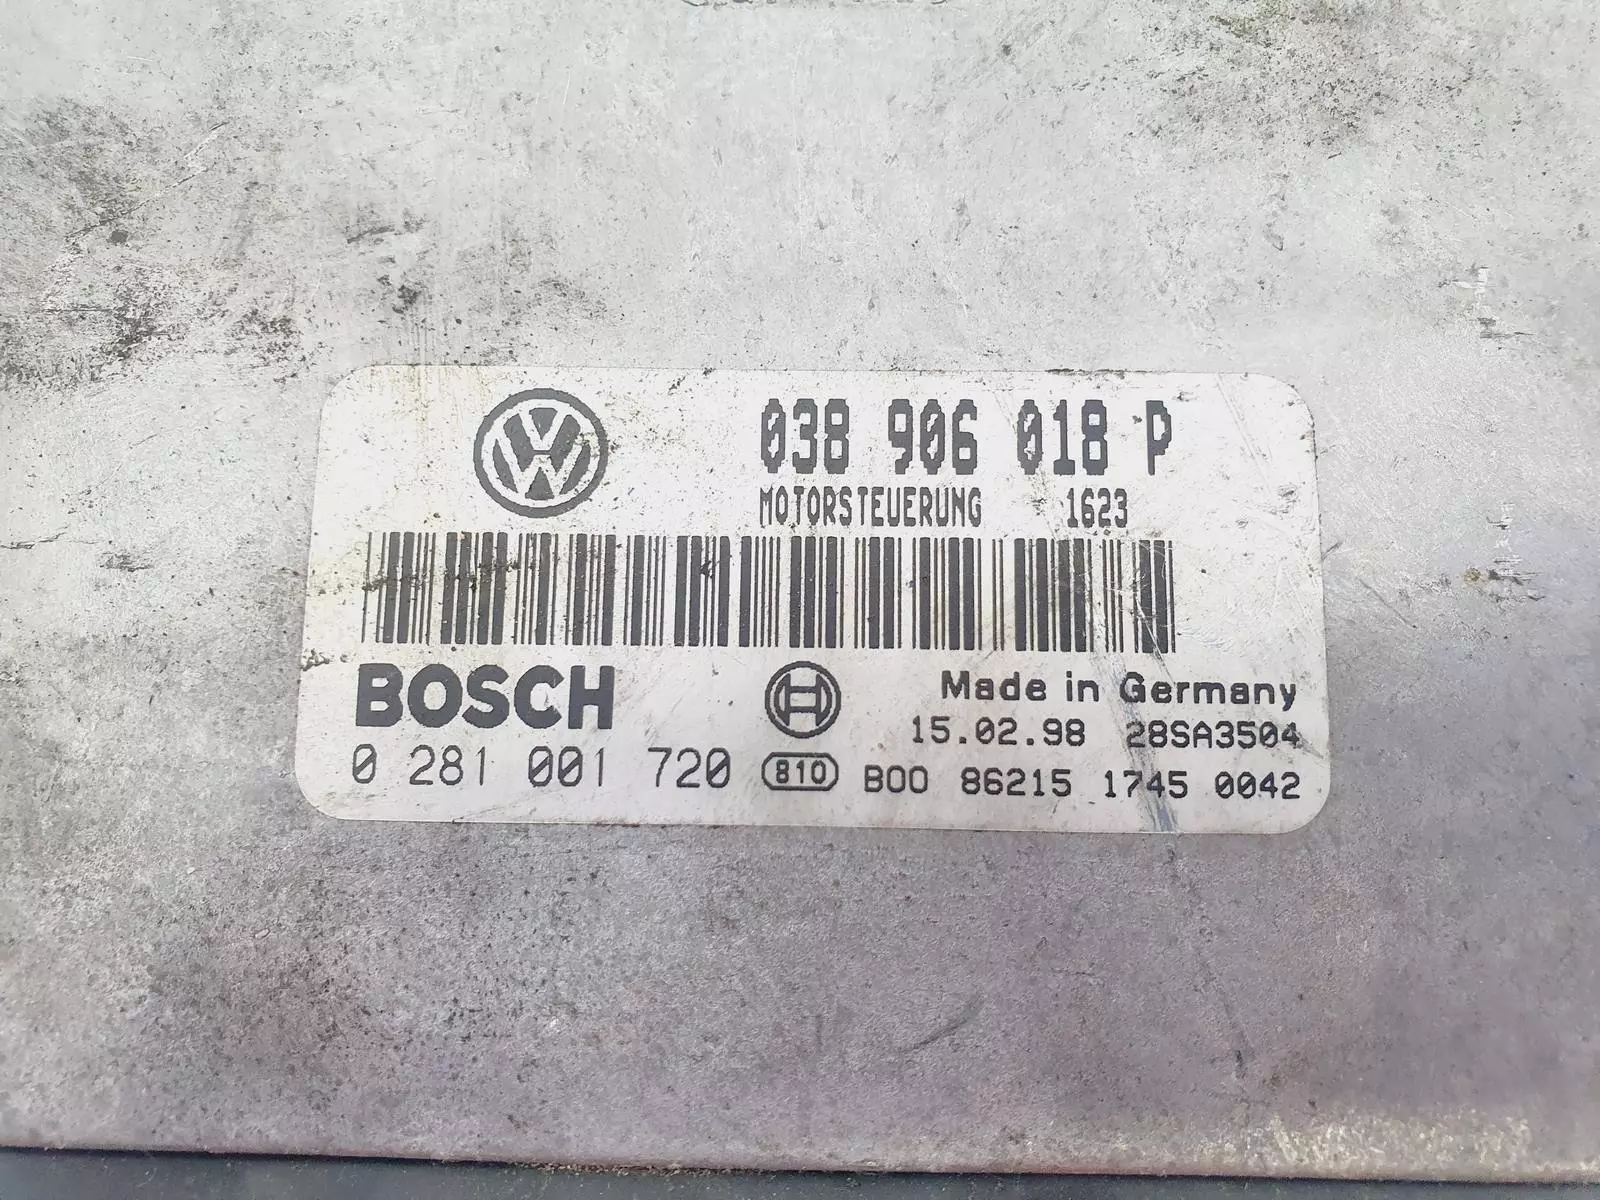 038 906 018 P
MOTORSTEUERUNG 1623
BOSCH
Made in Germany
15.02.98 28SA3504
0 281 001 720 810 B00 86215 1745 0042